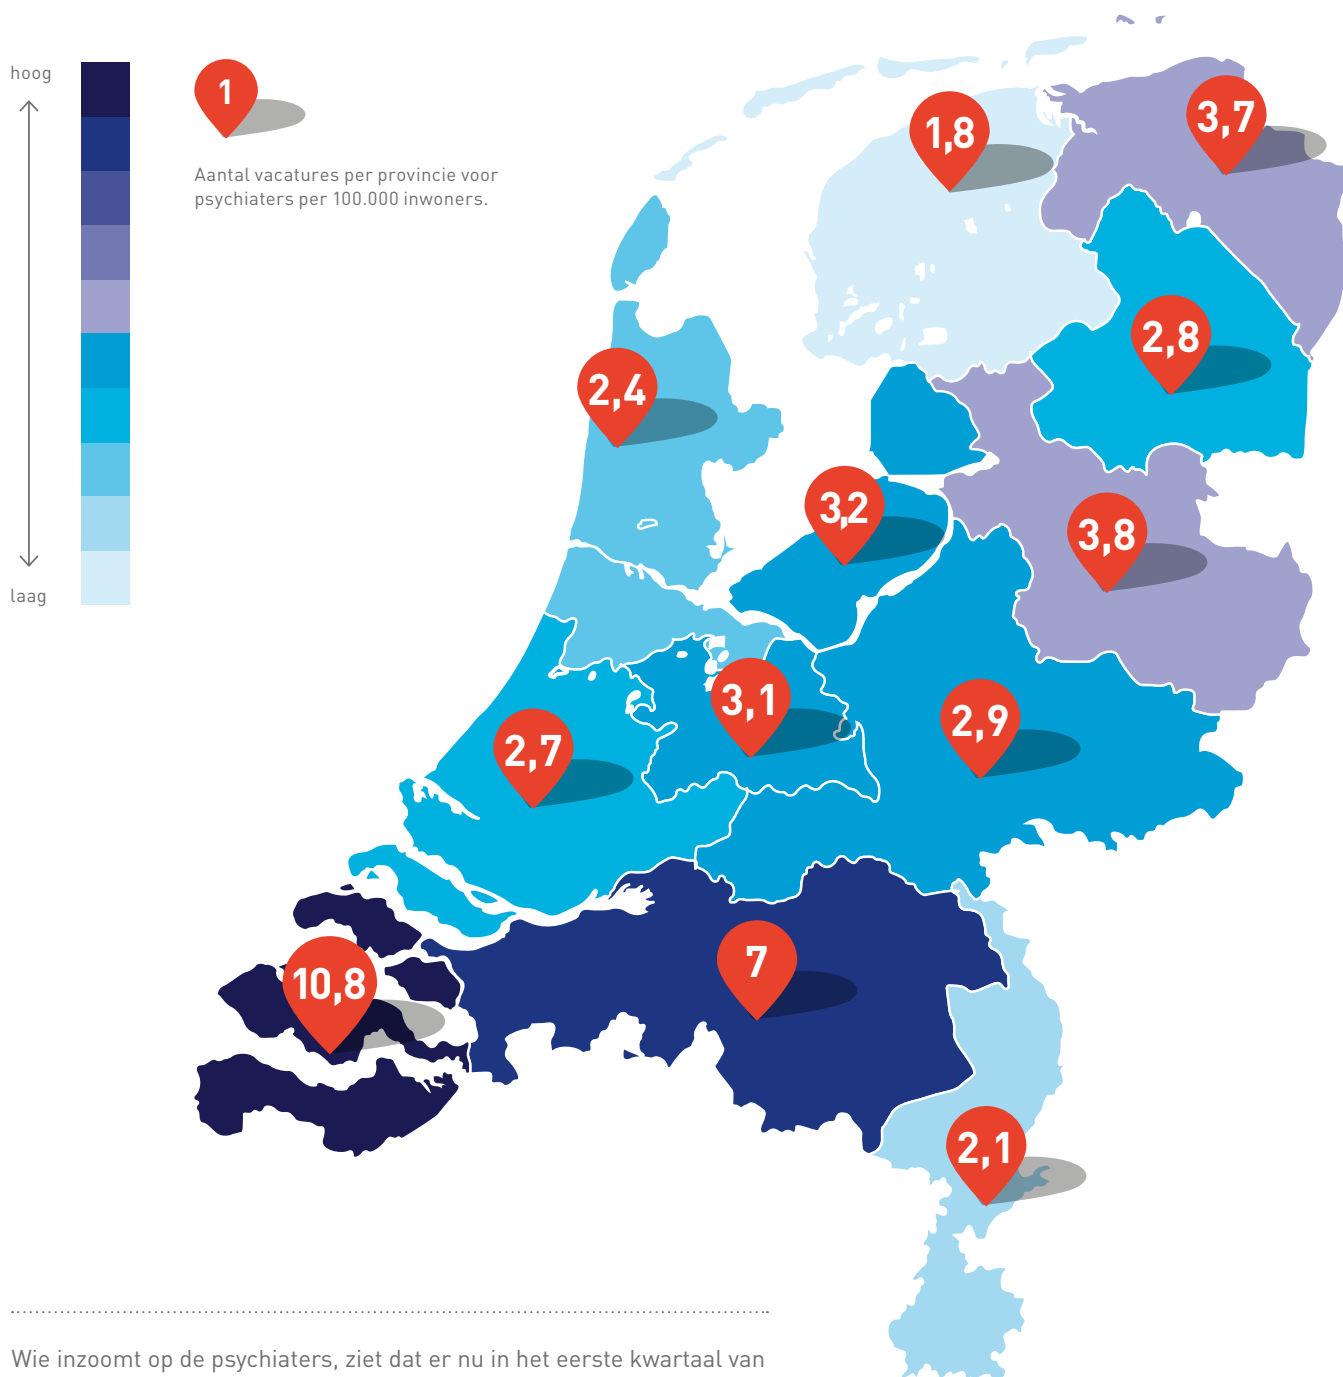 hoog
1
Aantal vacatures per provincie voor
psychiaters per 100.000 inwoners.
laag
1,8
3,7
2,8
2,4
3,2
3,8
3,1
2,9
2,7
7
10,8
2,1
Wie inzoomt op de psychiaters, ziet dat er nu in het eerste kwartaal van